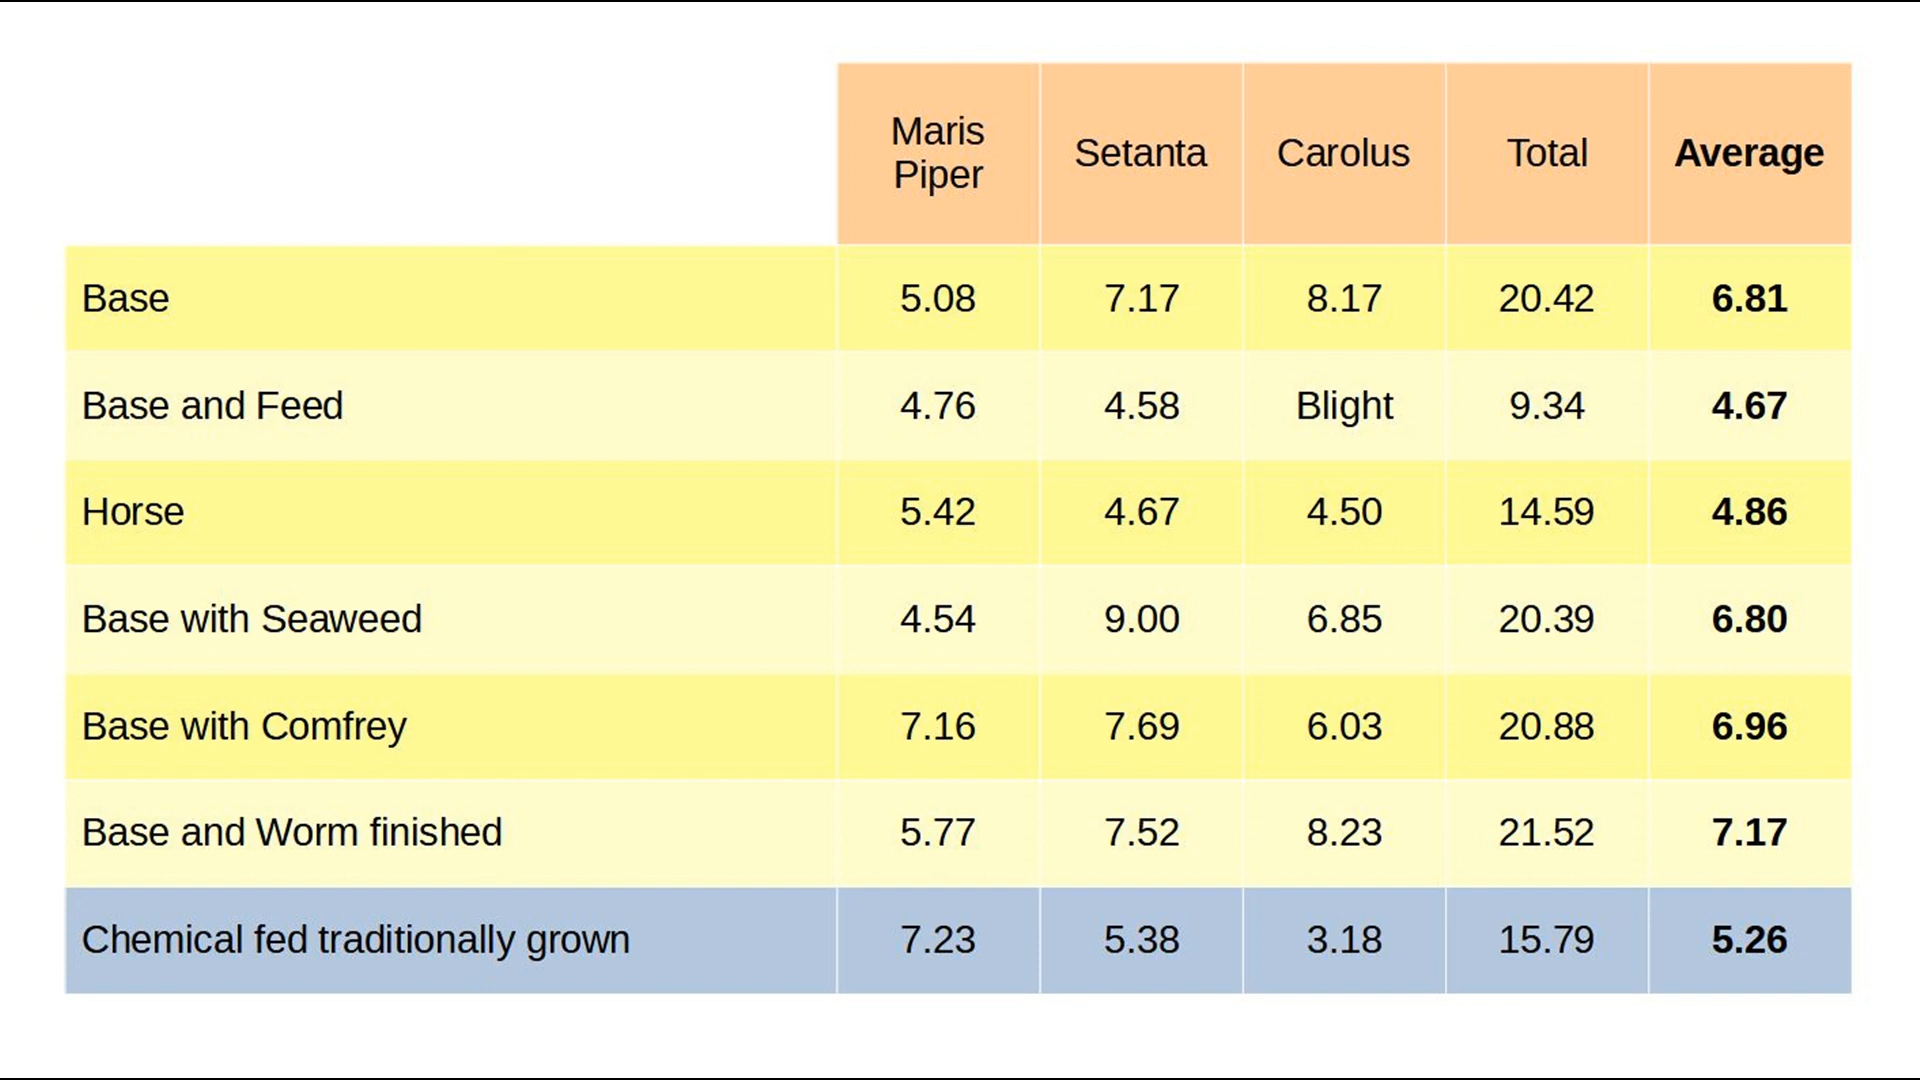 Maris Piper Setanta Carolus Total Average
Base 5.08 7.17 8.17 20.42 6.81
Base and Feed 4.76 4.58 Blight 9.34 4.67
Horse 5.42 4.67 4.50 14.59 4.86
Base with Seaweed 4.54 9.00 6.85 20.39 6.80
Base with Comfrey 7.16 7.69 6.03 20.88 6.96
Base and Worm finished 5.77 7.52 8.23 21.52 7.17
Chemical fed traditionally grown 7.23 5.38 3.18 15.79 5.26